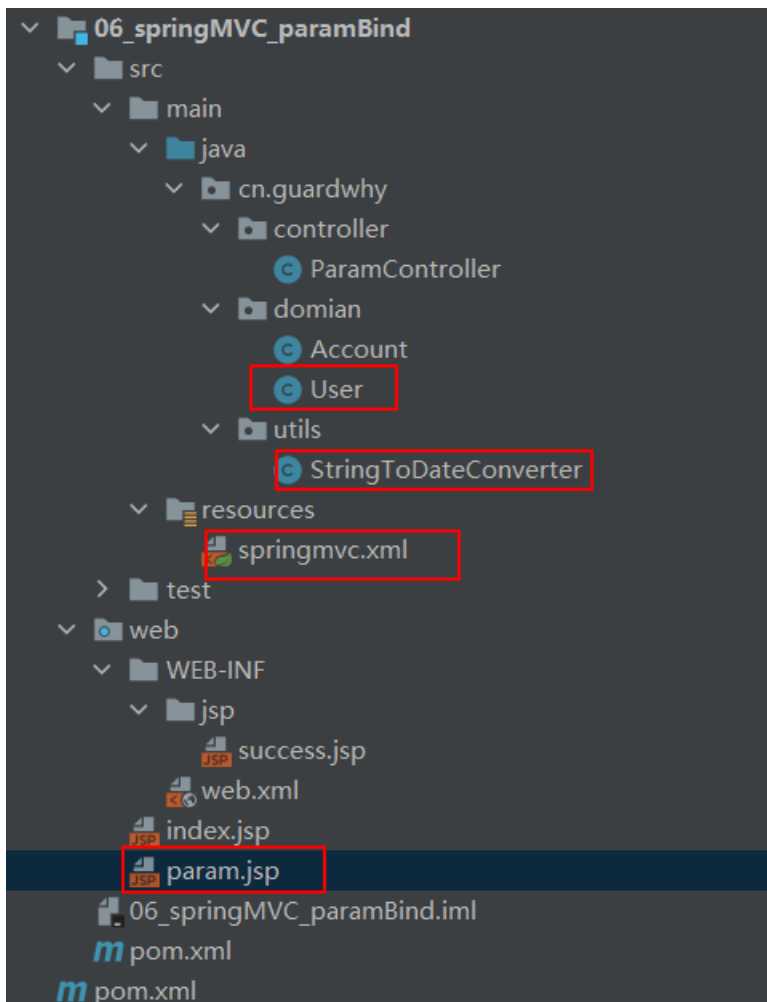 06_springMVC_paramBind
src
main
java
cn.guardwhy
controller
ParamController
domian
Account
User
utils
StringToDateConverter
resources
springmvc.xml
test
web
WEB-INF
jsp
success.jsp
web.xml
index.jsp
param.jsp
06_springMVC_paramBind.iml
pom.xml
pom.xml